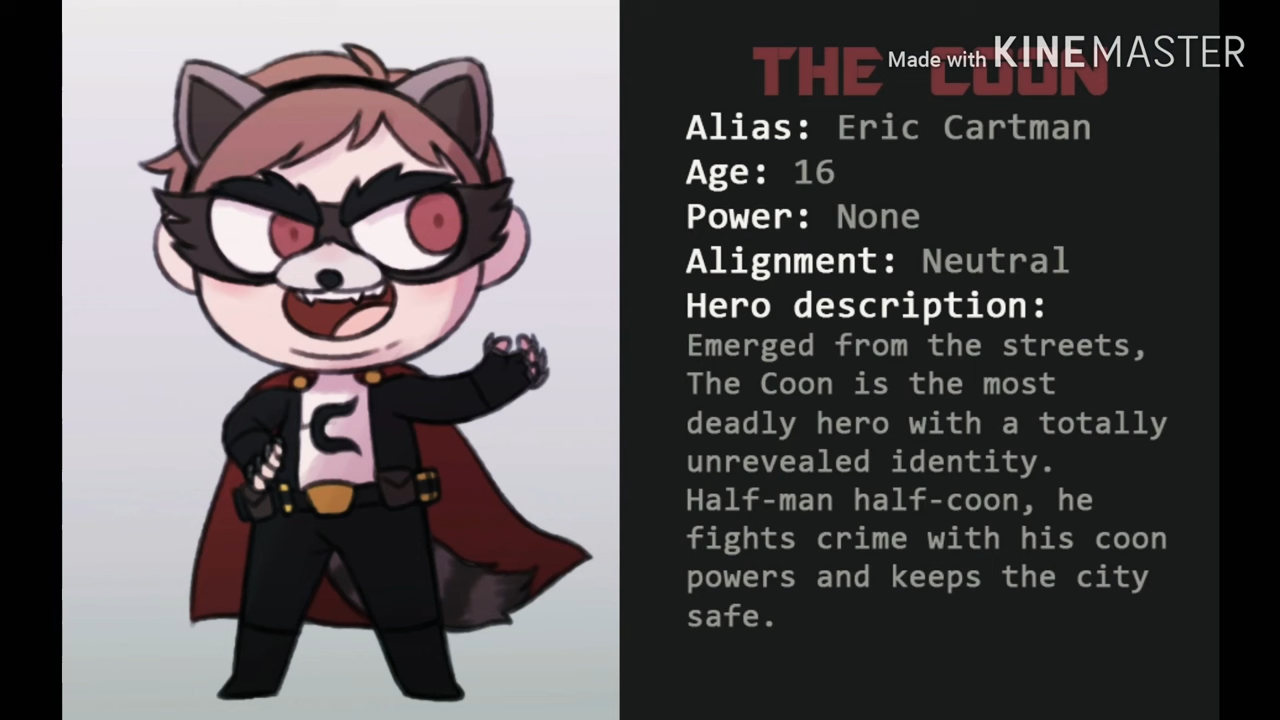 THE COON
Made with KINEMASTER
Alias: Eric Cartman
Age: 16
Power: None
Alignment: Neutral
Hero description:
Emerged from the streets,
The Coon is the most
deadly hero with a totally
unrevealed identity.
Half-man half-coon, he
fights crime with his coon
powers and keeps the city
safe.
C